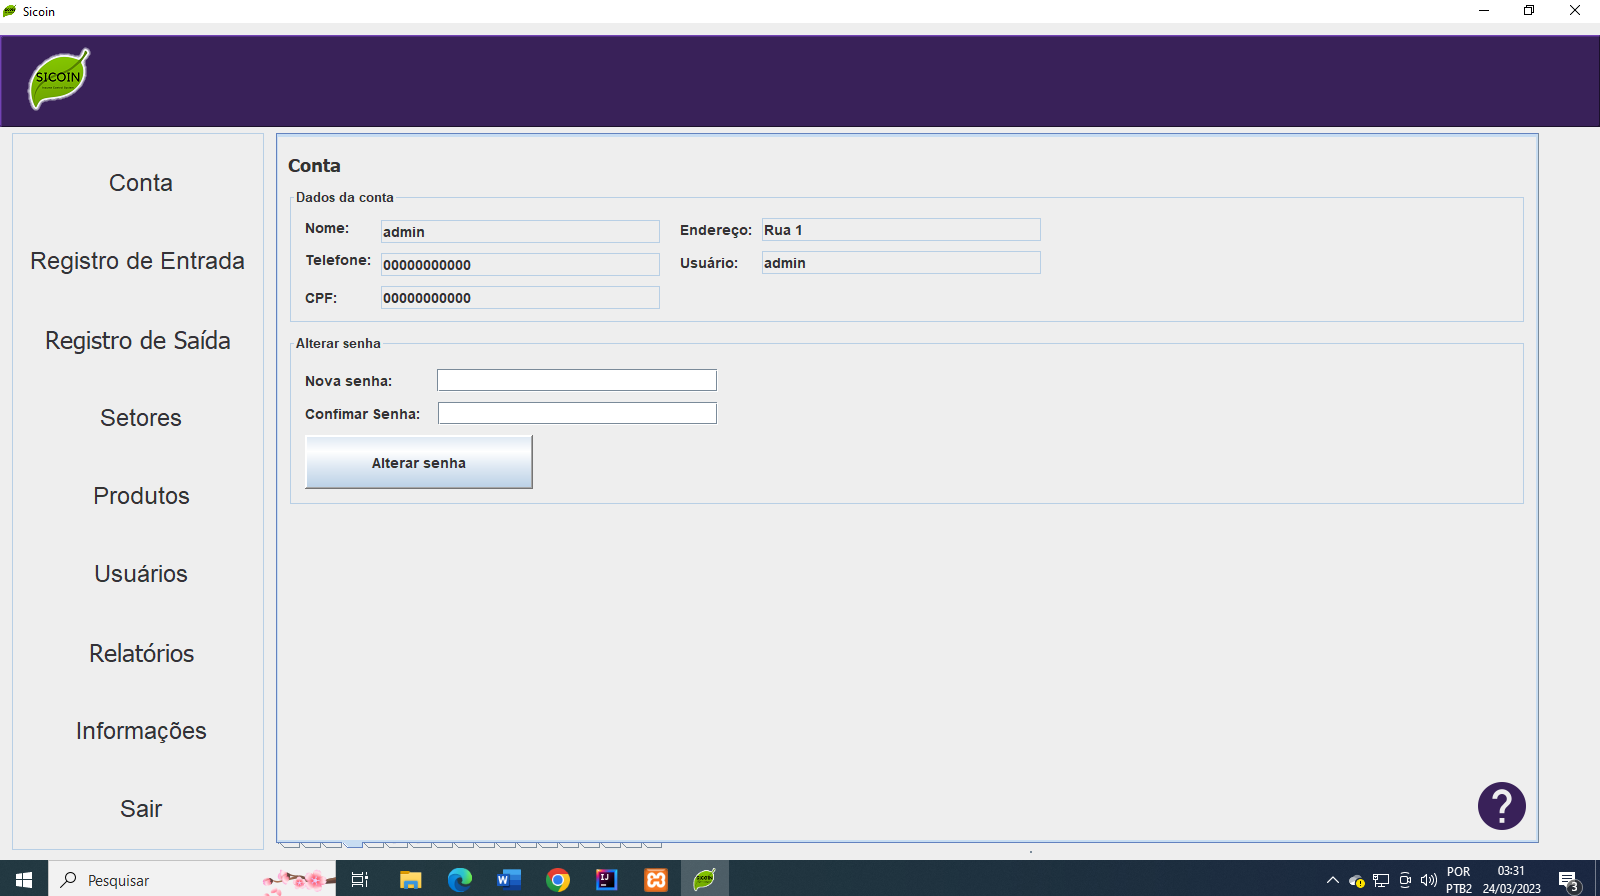 Sicoin
SICOIN
Conta
Registro de Entrada
Registro de Saída
Setores
Produtos
Usuários
Relatórios
Informações
Sair
Conta
Dados da conta
Nome: admin Endereço: Rua 1
Telefone: 00000000000 Usuário: admin
CPF: 00000000000
Alterar senha
Nova senha:
Confimar Senha:
Alterar senha
?
Pesquisar
POR 03:31
PTB2 24/03/2023 3